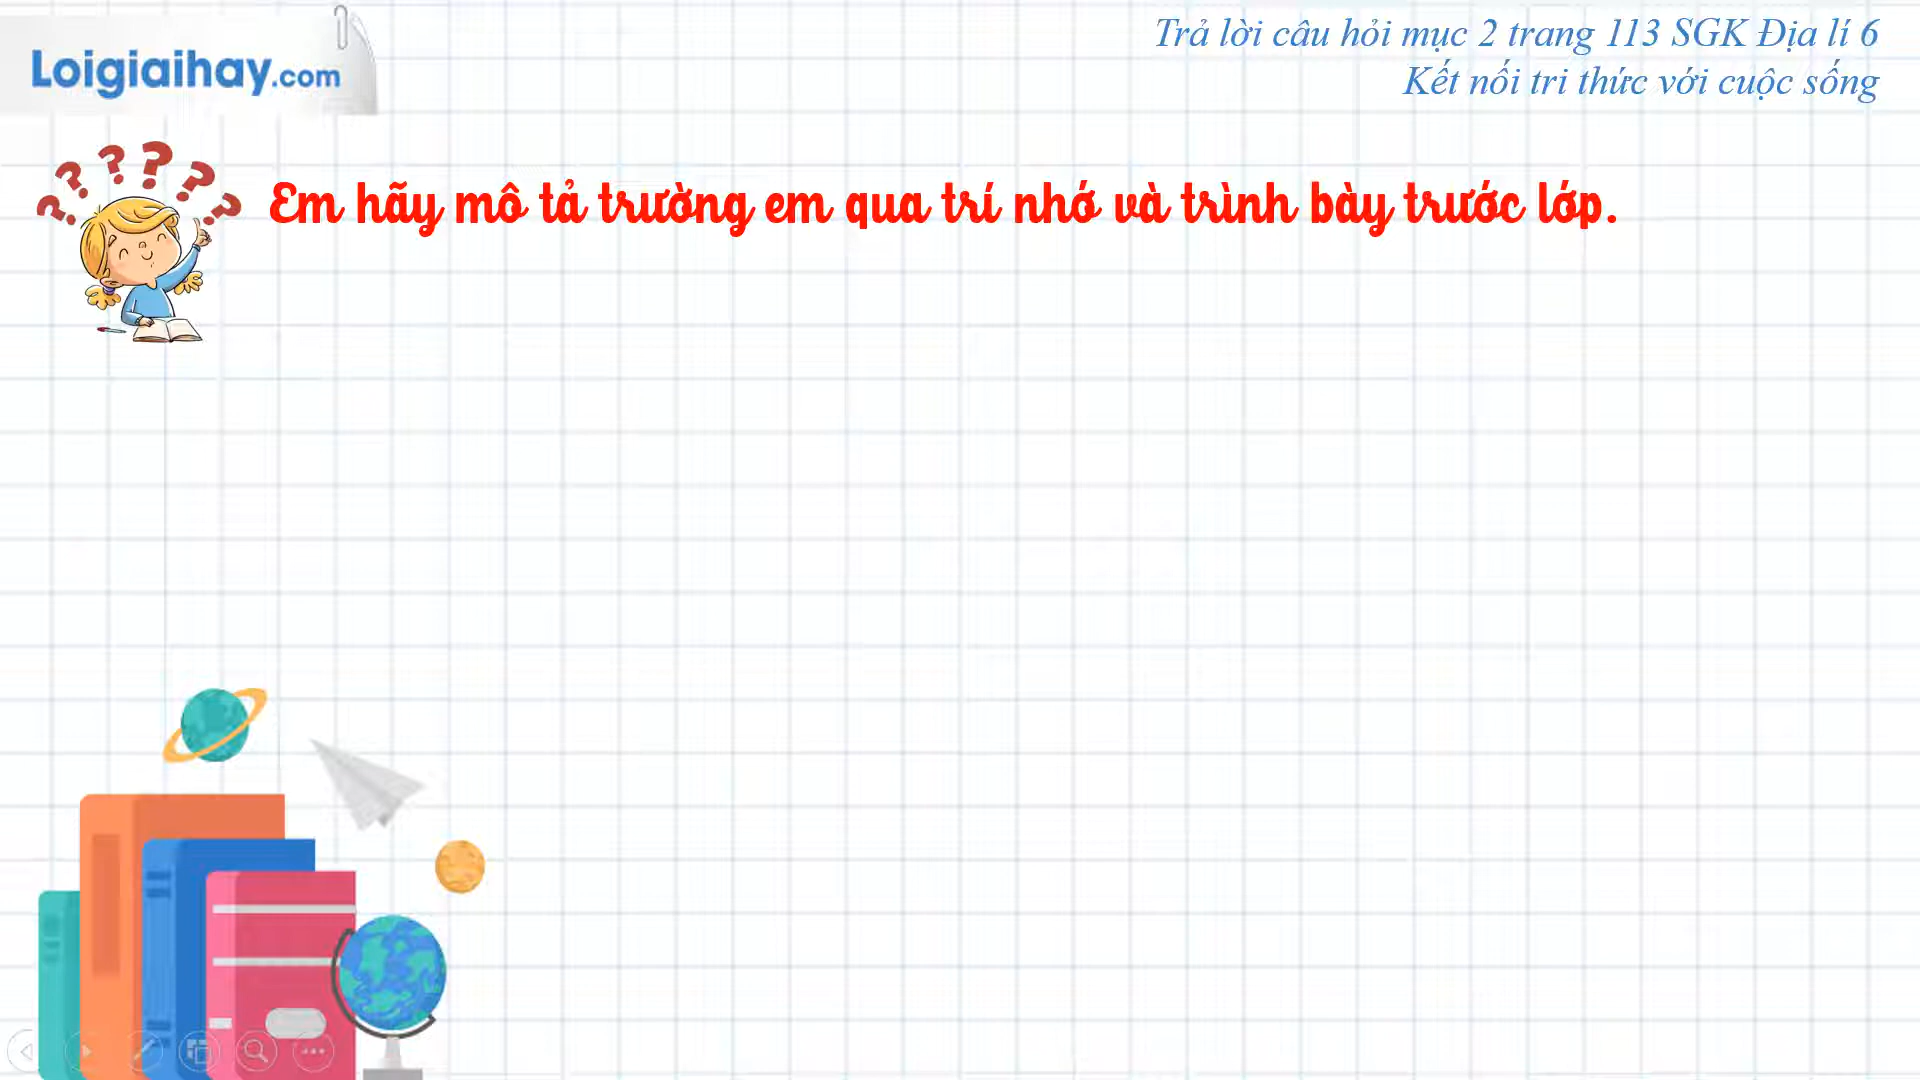 Loigiaihay.com
Trả lời câu hỏi mục 2 trang 113 SGK Địa lí 6
Kết nối tri thức với cuộc sống
? ? ? ? ? ?
Em hãy mô tả trường em qua trí nhớ và trình bày trước lớp.